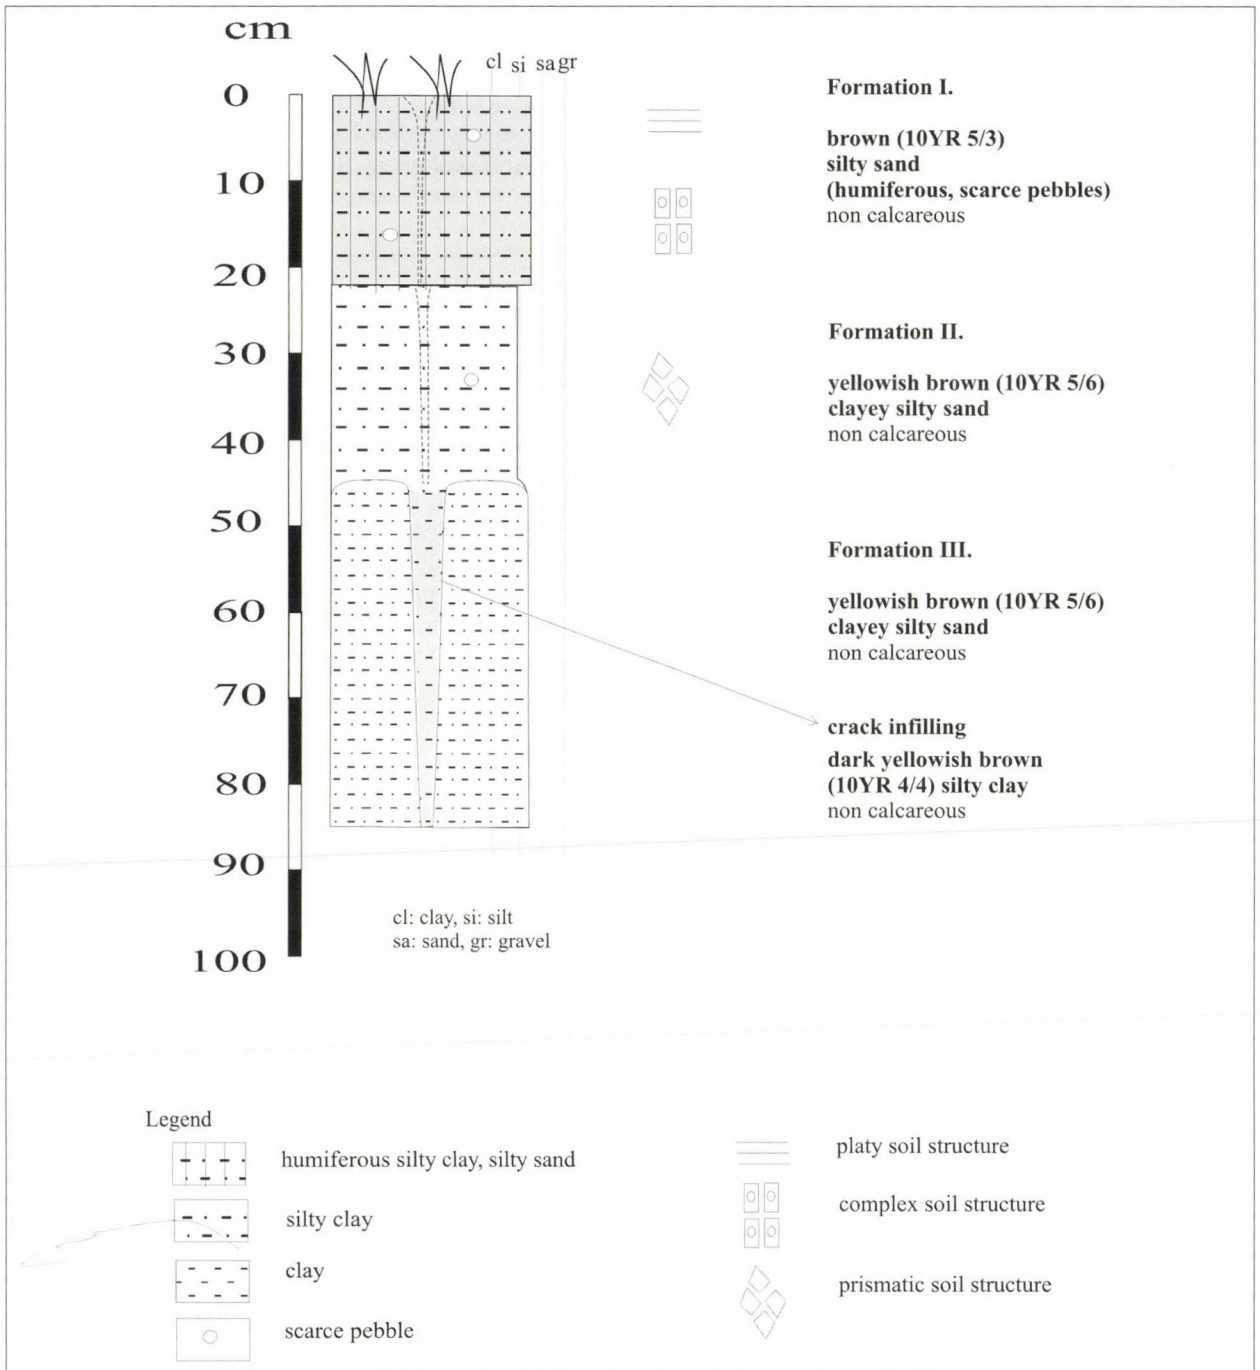 cm
cl si sa gr
0
10
20
30
40
50
60
70
80
90
100
Formation I.
brown (10YR 5/3)
silty sand
(humiferous, scarce pebbles)
non calcareous
Formation II.
yellowish brown (10YR 5/6)
clayey silty sand
non calcareous
Formation III.
yellowish brown (10YR 5/6)
clayey silty sand
non calcareous
crack infilling
dark yellowish brown
(10YR 4/4) silty clay
non calcareous
cl: clay, si: silt
sa: sand, gr: gravel
Legend
humiferous silty clay, silty sand
silty clay
clay
scarce pebble
platy soil structure
complex soil structure
prismatic soil structure